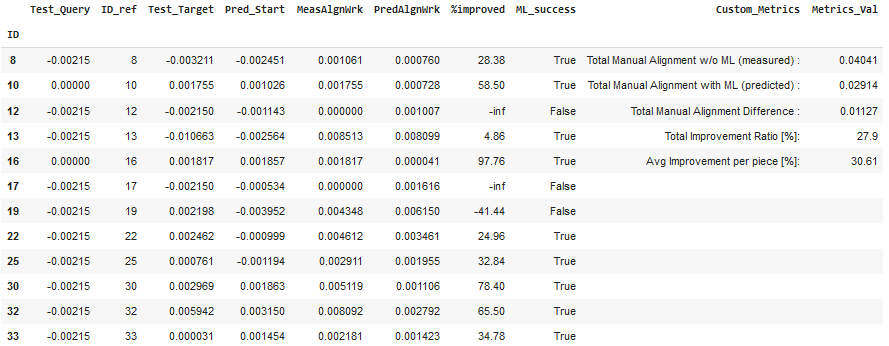 Test_Query ID_ref Test_Target Pred_Start MeasAlgnWrk PredAlgnWrk %improved ML_success Custom_Metrics Metrics_Val
ID
8 -0.00215 8 -0.003211 -0.002451 0.001061 0.000760 28.38 True Total Manual Alignment w/o ML (measured) : 0.04041
10 0.00000 10 0.001755 0.001026 0.001755 0.000728 58.50 True Total Manual Alignment with ML (predicted) : 0.02914
12 -0.00215 12 -0.002150 -0.001143 0.000000 0.001007 -inf False Total Manual Alignment Difference : 0.01127
13 -0.00215 13 -0.010663 -0.002564 0.008513 0.008099 4.86 True Total Improvement Ratio [%]: 27.9
16 0.00000 16 0.001817 0.001857 0.001817 0.000041 97.76 True Avg Improvement per piece [%]: 30.61
17 -0.00215 17 -0.002150 -0.000534 0.000000 0.001616 -inf False
19 -0.00215 19 0.002198 -0.003952 0.004348 0.006150 -41.44 False
22 -0.00215 22 0.002462 -0.000999 0.004612 0.003461 24.96 True
25 -0.00215 25 0.000761 -0.001194 0.002911 0.001955 32.84 True
30 -0.00215 30 0.002969 0.001863 0.005119 0.001106 78.40 True
32 -0.00215 32 0.005942 0.003150 0.008092 0.002792 65.50 True
33 -0.00215 33 0.000031 0.001454 0.002181 0.001423 34.78 True